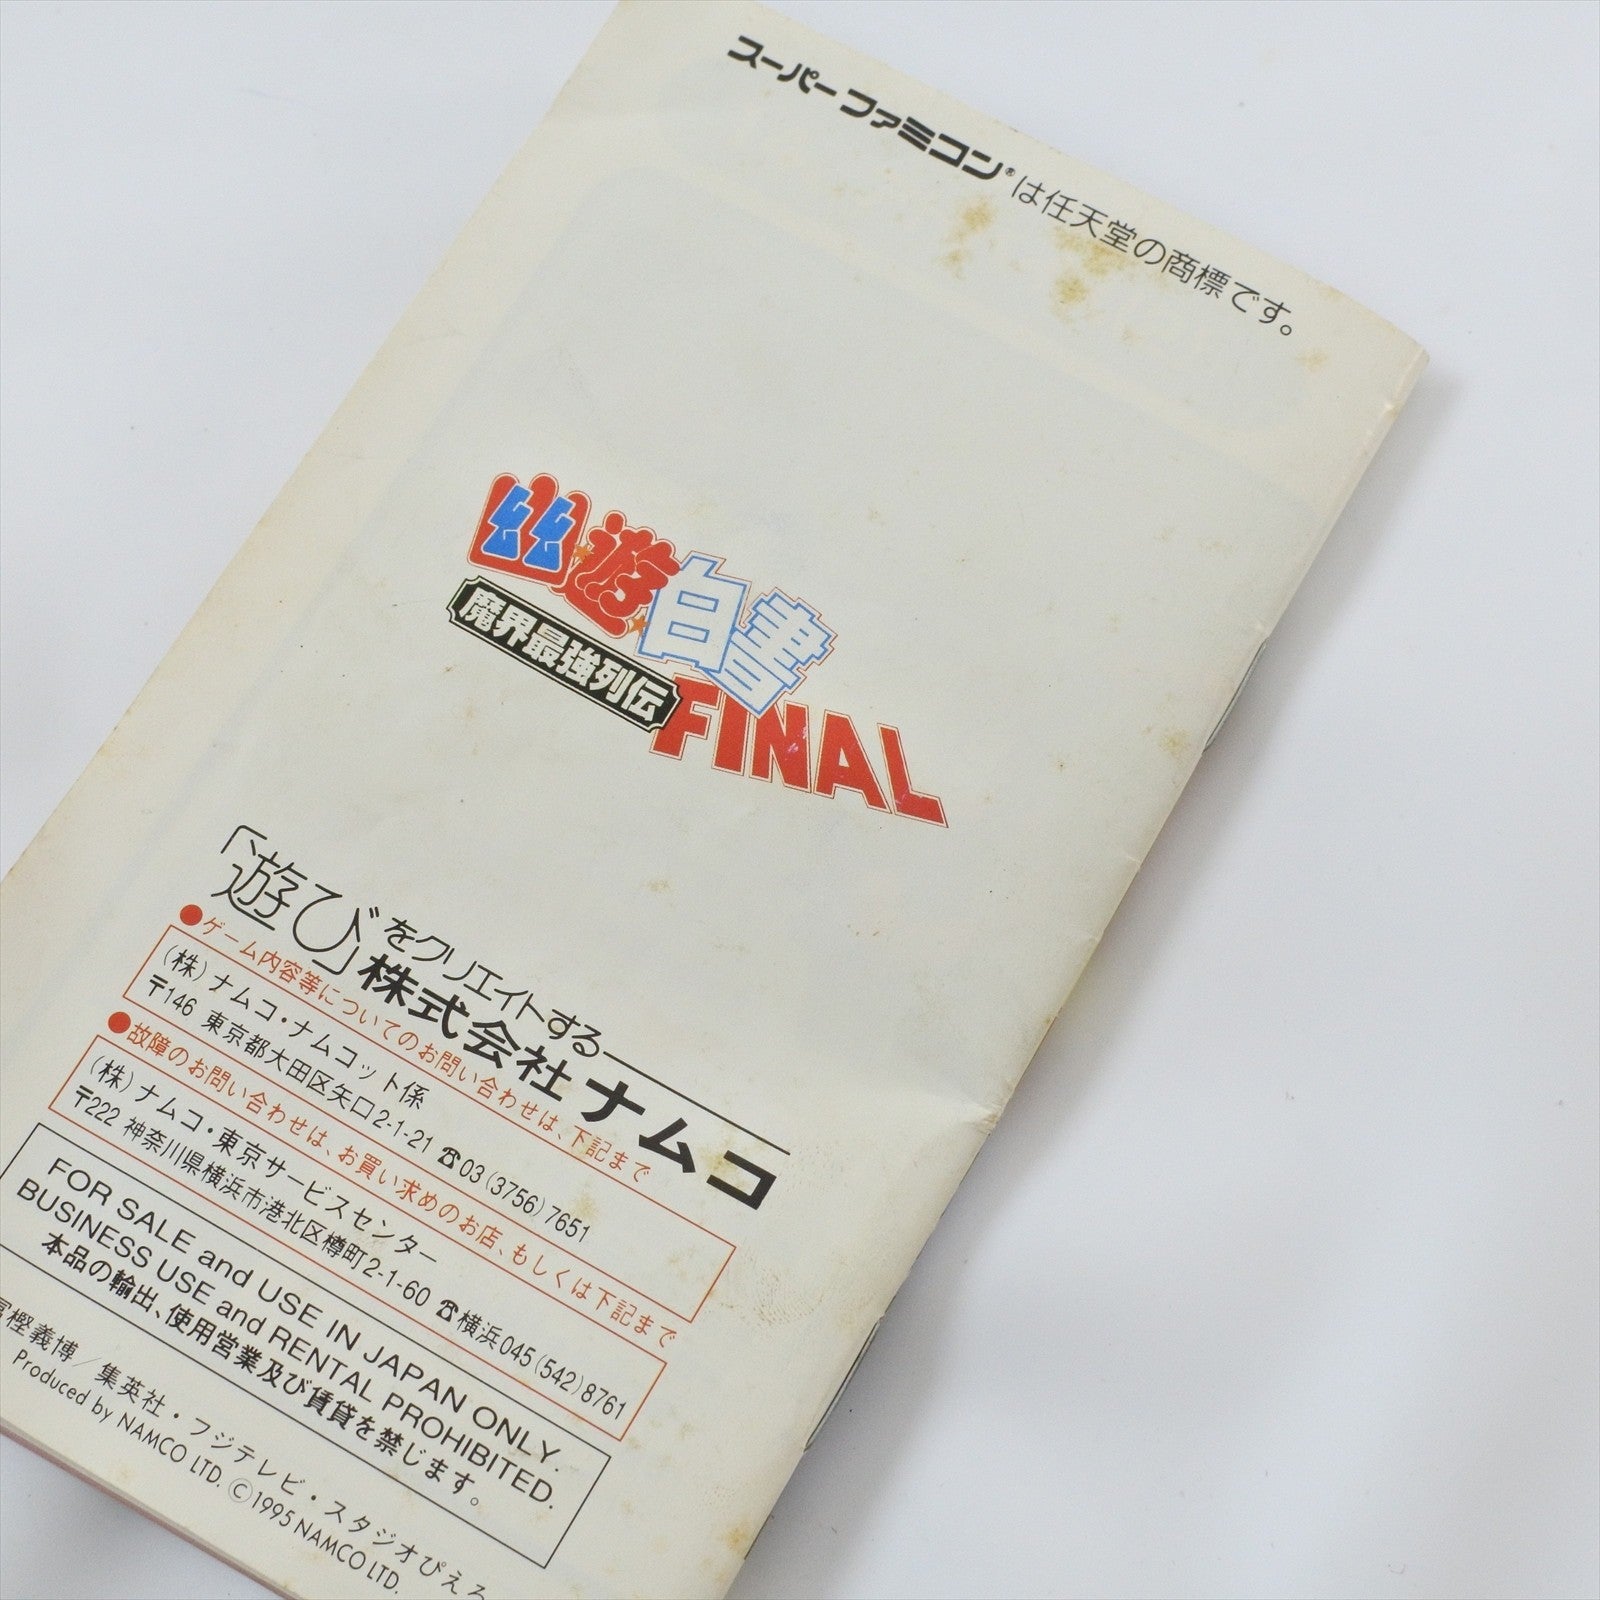 スーパーファミコン®は任天堂の商標です。
幽☆遊☆白書
魔界最強列伝
FINAL
「遊び」をクリエイトする
株式会社ナムコ
●ゲーム内容等についてのお問い合わせは、下記まで
(株)ナムコ・ナムコット係
〒146 東京都大田区矢口2-1-21 ☎03(3756)7651
●故障のお問い合わせは、お買い求めのお店、もしくは下記まで
(株)ナムコ・東京サービスセンター
〒222 神奈川県横浜市港北区樽町2-1-60 ☎横浜045(542)8761
FOR SALE and USE IN JAPAN ONLY.
BUSINESS USE and RENTAL PROHIBITED.
本品の輸出、使用営業及び賃貸を禁じます。
冨樫義博/集英社・フジテレビ・スタジオぴえろ
Produced by NAMCO LTD. ©1995 NAMCO LTD.